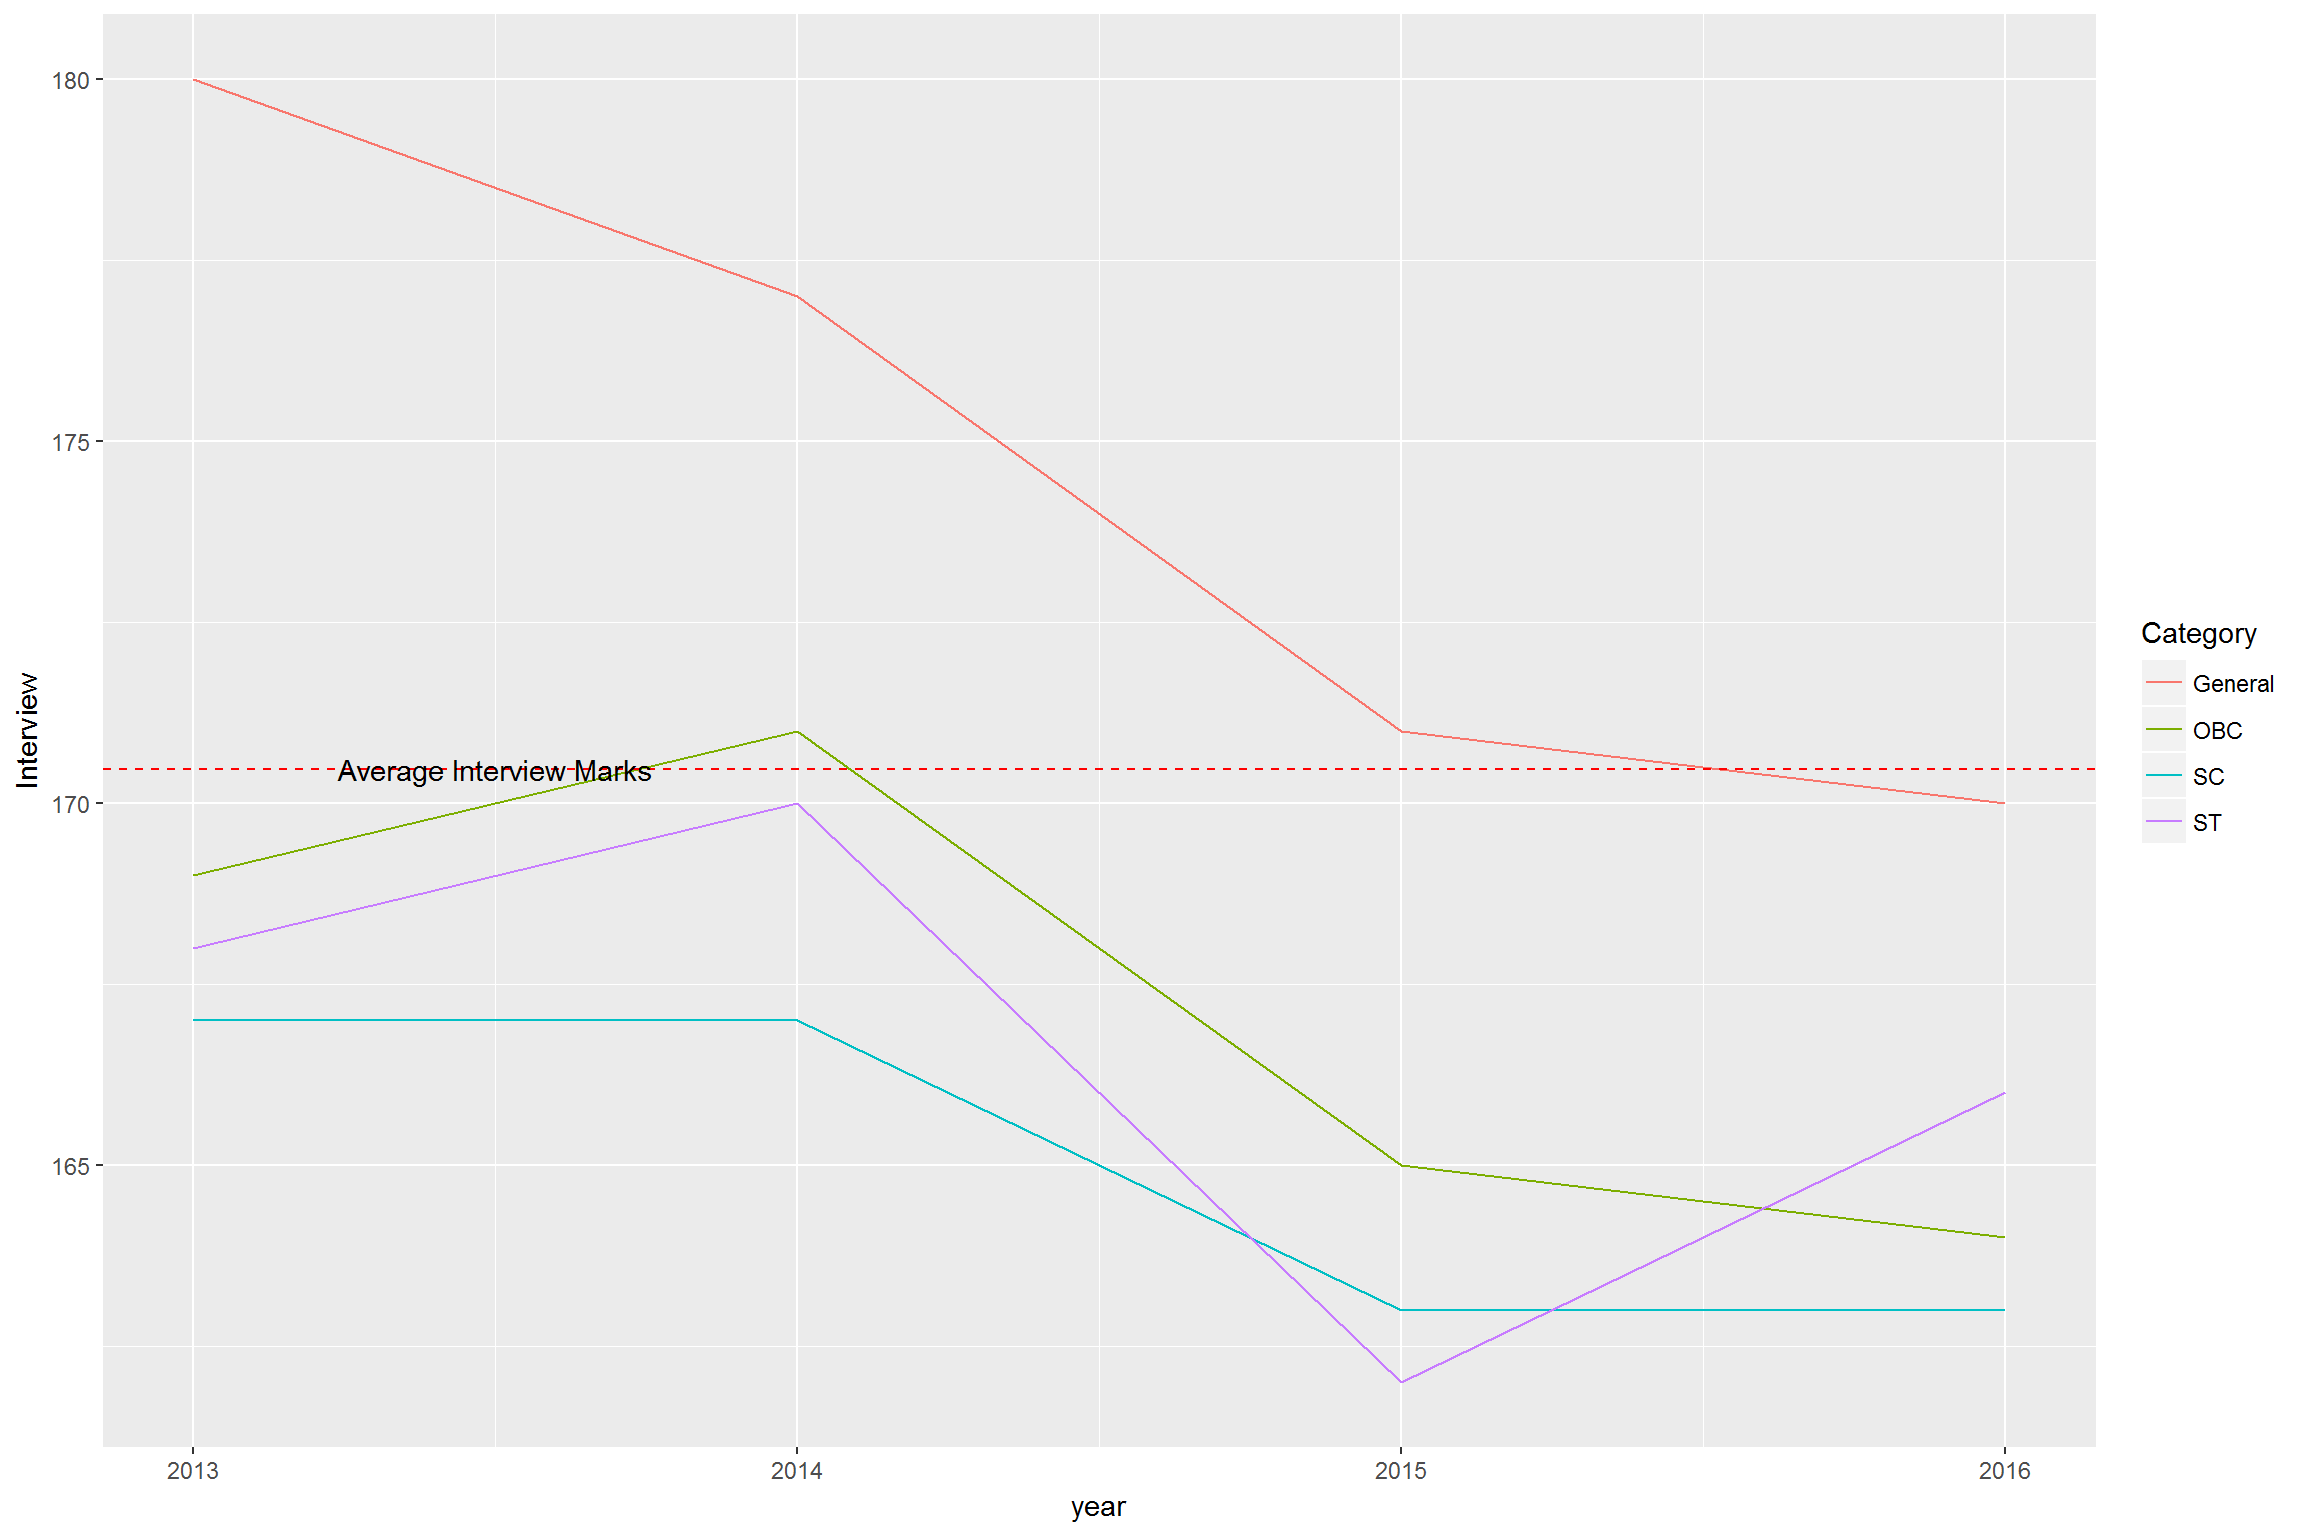 180
175
170
165
Interview
Average Interview Marks
2013 2014 2015 2016
year
Category
General
OBC
SC
ST